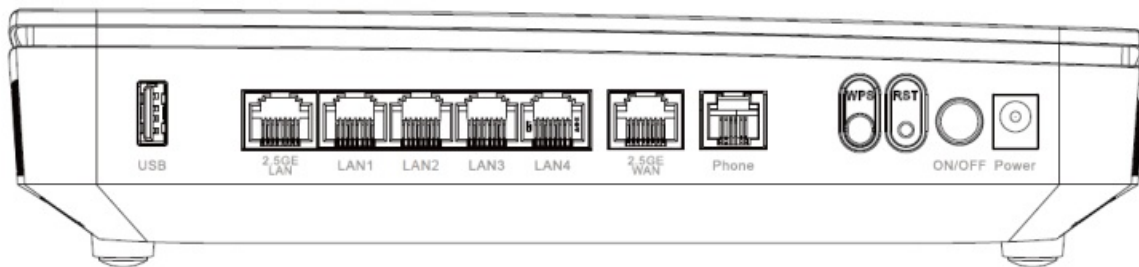 WPS
RST
USB
2.5GE
LAN
LAN1
LAN2
LAN3
LAN4
2.5GE
WAN
Phone
ON/OFF
Power